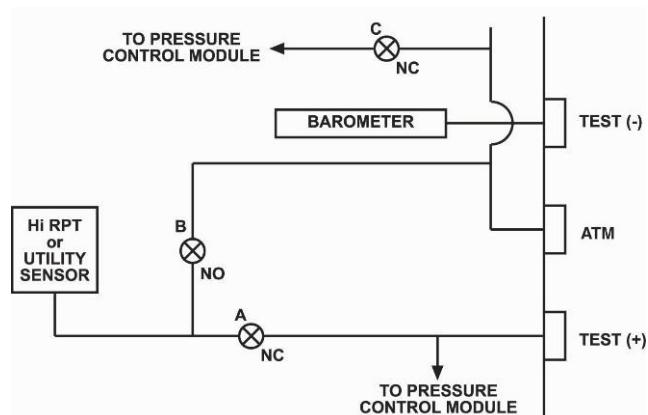 C
TO PRESSURE
CONTROL MODULE
NC
BAROMETER
TEST (-)
Hi RPT
or
UTILITY
SENSOR
B
NO
ATM
A
NC
TEST (+)
TO PRESSURE
CONTROL MODULE